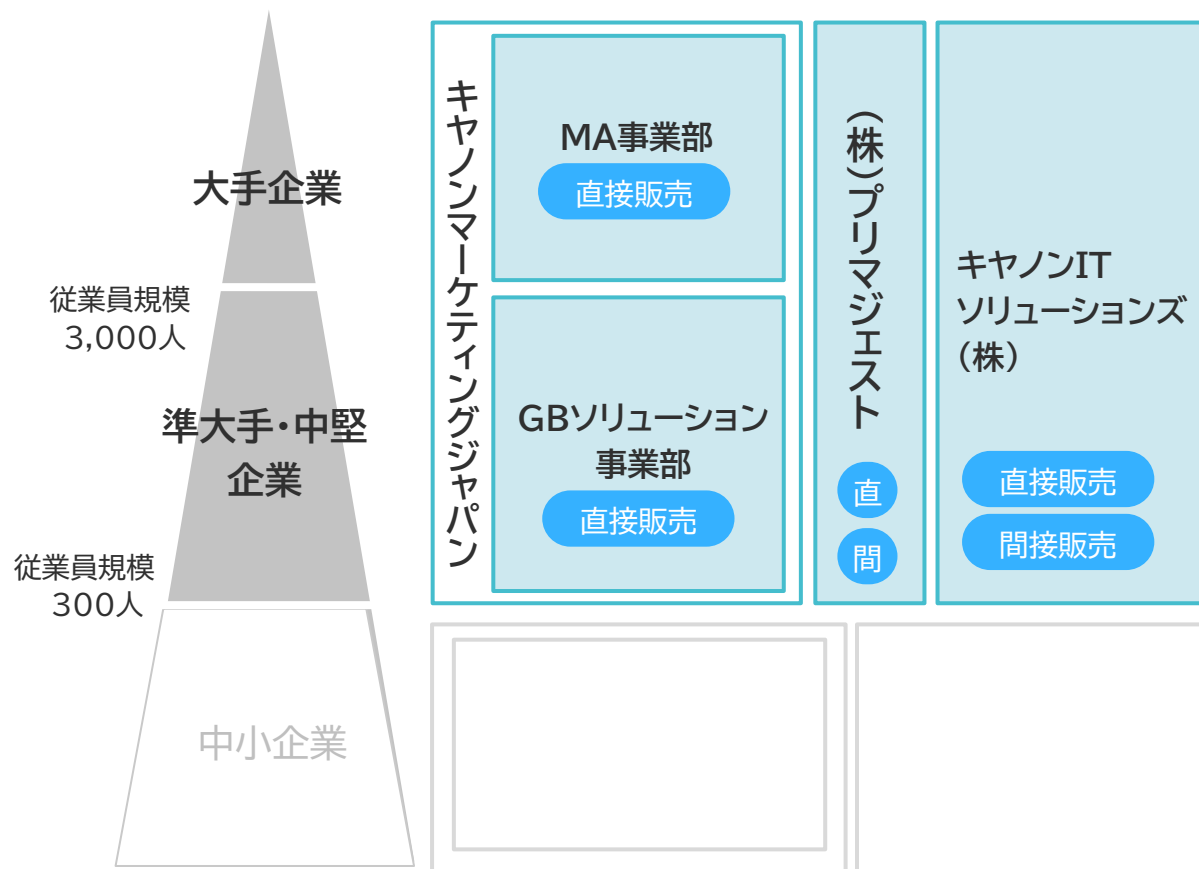 大手企業
従業員規模
3,000人
準大手・中堅
企業
従業員規模
300人
中小企業
キヤノンマーケティングジャパン
MA事業部
直接販売
GBソリューション
事業部
直接販売
(株)プリマジェスト
直
間
キヤノンIT
ソリューションズ
(株)
直接販売
間接販売